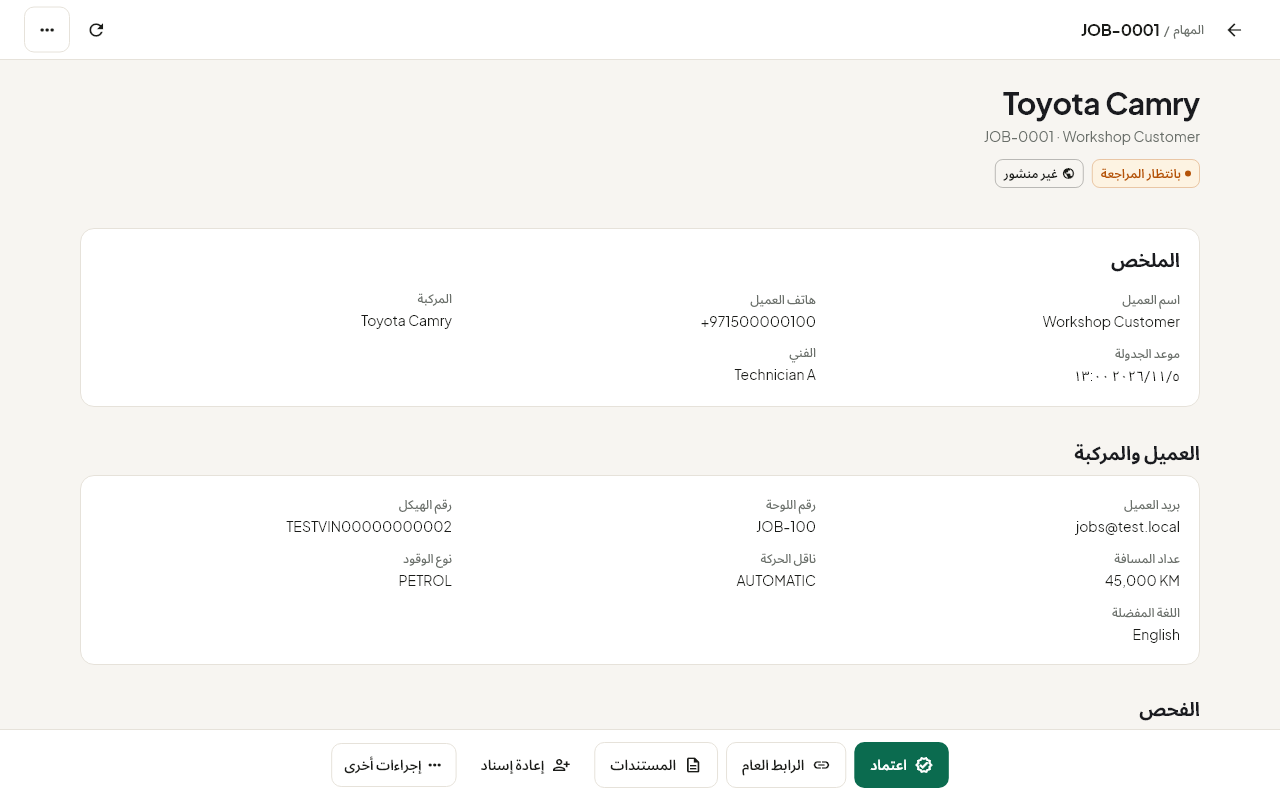 المهام / JOB-0001
Toyota Camry
JOB-0001 · Workshop Customer
بانتظار المراجعة
غير منشور
الملخص
اسم العميل
Workshop Customer
هاتف العميل
+971500000100
المركبة
Toyota Camry
موعد الجدولة
٢٠٢٦/١١/٥ ١٣:٠٠
الفني
Technician A
العميل والمركبة
بريد العميل
jobs@test.local
رقم اللوحة
JOB-100
رقم الهيكل
TESTVIN00000000002
عداد المسافة
45,000 KM
ناقل الحركة
AUTOMATIC
نوع الوقود
PETROL
اللغة المفضلة
English
الفحص
اعتماد
الرابط العام
المستندات
إعادة إسناد
إجراءات أخرى